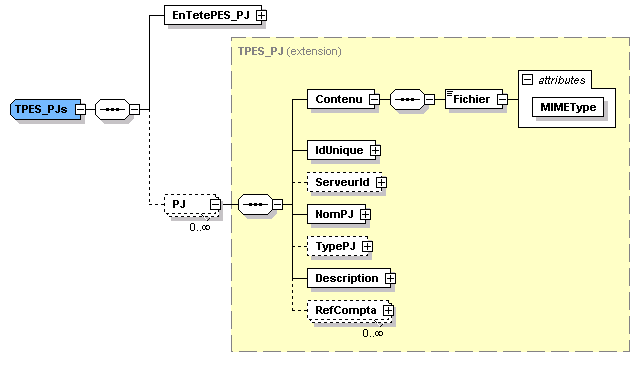 EnTetePES_PJ
TPES_PJ (extension)
attributes
TPES_PJs
Contenu
Fichier
MIMEType
IdUnique
ServeurId
PJ
NomPJ
0..∞
TypePJ
Description
RefCompta
0..∞